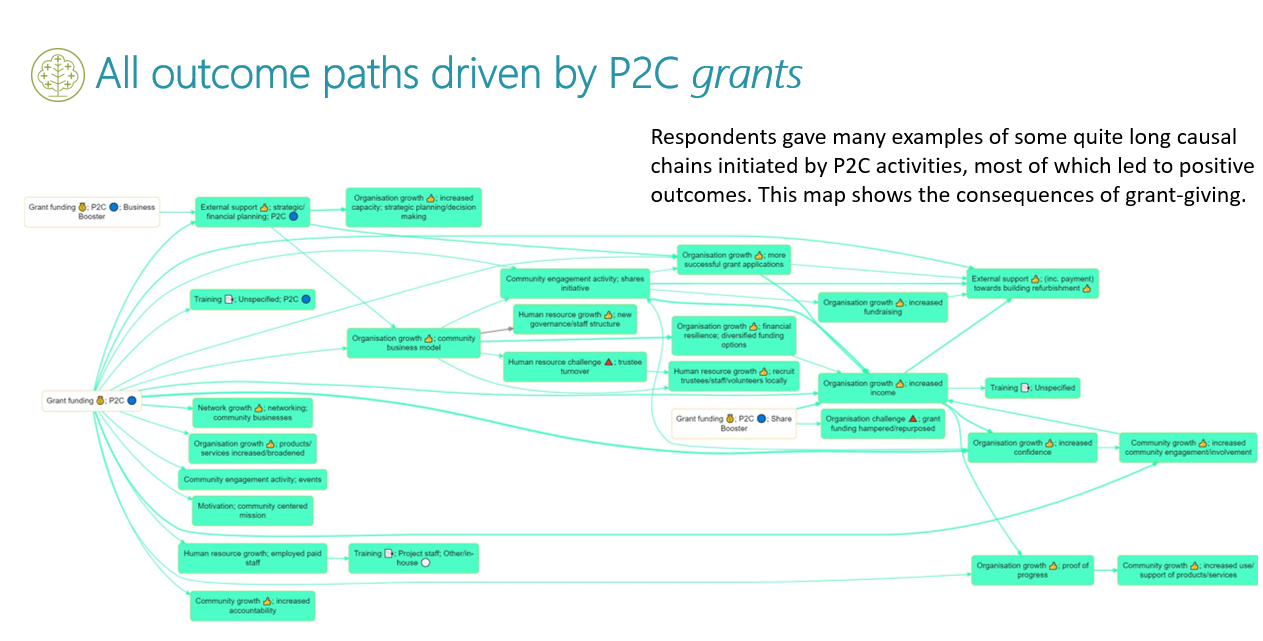 All outcome paths driven by P2C grants
Respondents gave many examples of some quite long causal
chains initiated by P2C activities, most of which led to positive
outcomes. This map shows the consequences of grant-giving.
Grant funding 💰; P2C 🔵; Business
Booster
External support 👍; strategic/
financial planning; P2C 🔵
Organisation growth 👍; increased
capacity; strategic planning/decision
making
Organisation growth 👍; more
successful grant applications
Community engagement activity; shares
initiative
External support 👍; (inc. payment)
towards building refurbishment 👍
Training; Unspecified; P2C 🔵
Organisation growth 👍; increased
fundraising
Human resource growth 👍; new
governance/staff structure
Organisation growth 👍; financial
resilience; diversified funding
options
Organisation growth 👍; community
business model
Human resource challenge 🔺; trustee
turnover
Human resource growth 👍; recruit
trustees/staff/volunteers locally
Organisation growth 👍; increased
income
Training; Unspecified
Grant funding 💰; P2C 🔵
Network growth 👍; networking;
community businesses
Grant funding 💰; P2C 🔵; Share
Booster
Organisation challenge 🔺; grant
funding hampered/repurposed
Organisation growth 👍; products/
services increased/broadened
Organisation growth 👍; increased
confidence
Community growth 👍; increased
community engagement/involvement
Community engagement activity; events
Motivation; community centered
mission
Human resource growth; employed paid
staff
Training; Project staff; Other/in-
house ⚪
Organisation growth 👍; proof of
progress
Community growth 👍; increased use/
support of products/services
Community growth 👍; increased
accountability